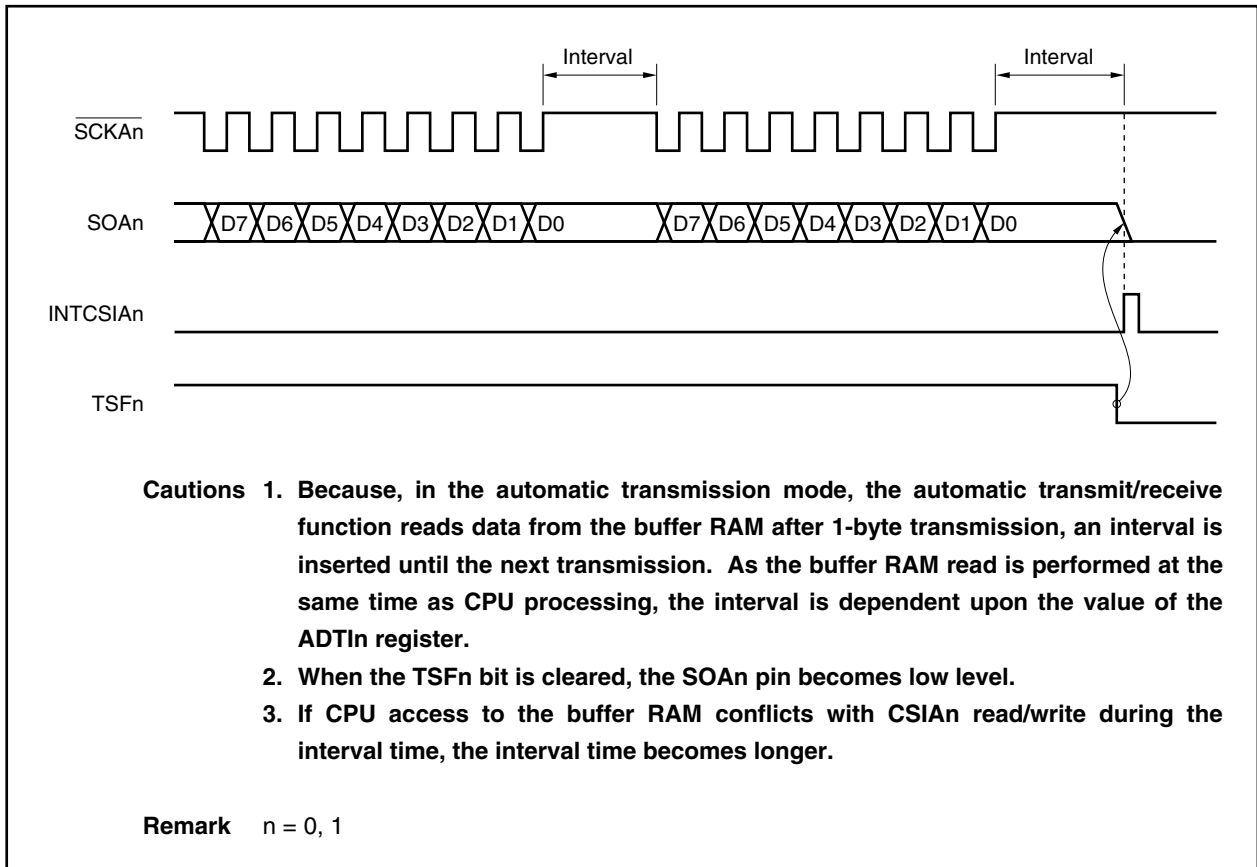 Interval Interval
SCKAn
SOAn D7 D6 D5 D4 D3 D2 D1 D0 D7 D6 D5 D4 D3 D2 D1 D0
INTCSIAn
TSFn
Cautions 1. Because, in the automatic transmission mode, the automatic transmit/receive
function reads data from the buffer RAM after 1-byte transmission, an interval is
inserted until the next transmission. As the buffer RAM read is performed at the
same time as CPU processing, the interval is dependent upon the value of the
ADTIn register.
2. When the TSFn bit is cleared, the SOAn pin becomes low level.
3. If CPU access to the buffer RAM conflicts with CSIAn read/write during the
interval time, the interval time becomes longer.
Remark n = 0, 1